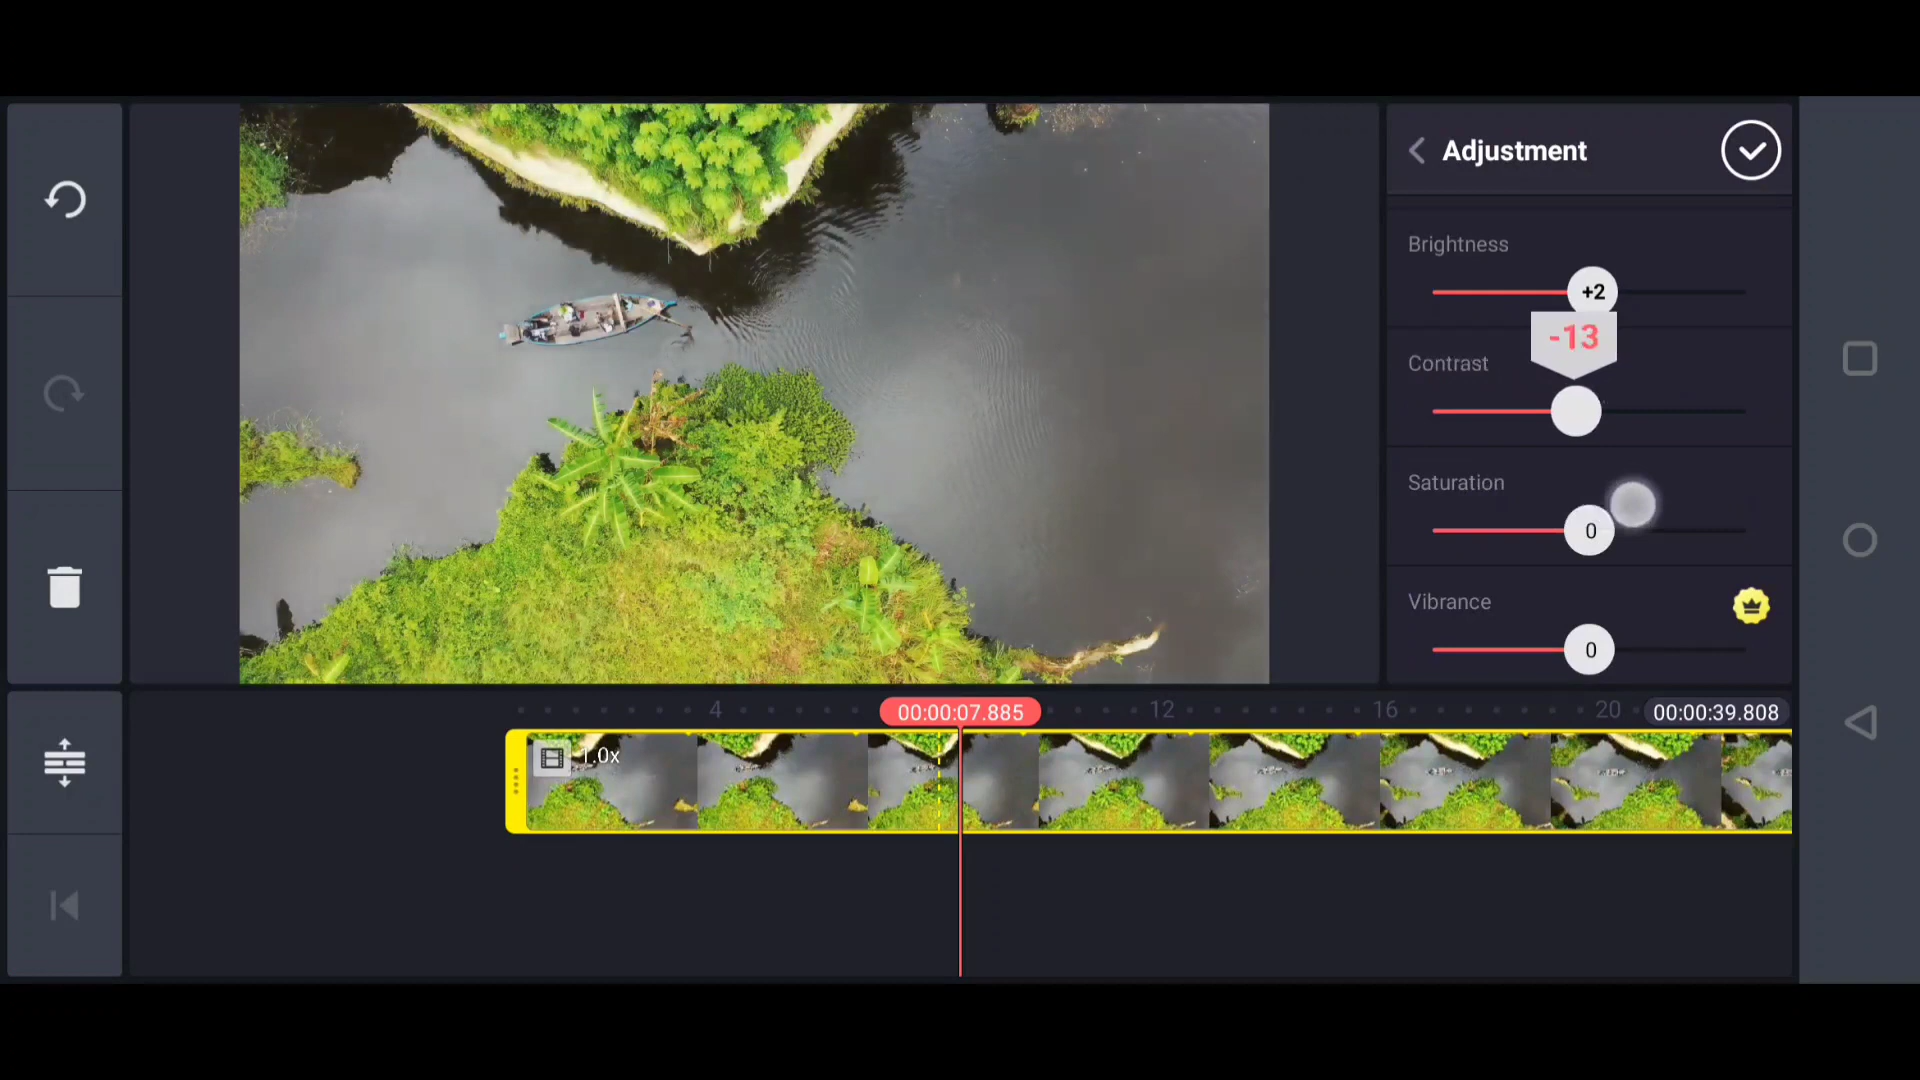 Adjustment
Brightness
+2
-13
Contrast
Saturation
0
Vibrance
0
4
00:00:07.885
12
16
20
00:00:39.808
1.0x